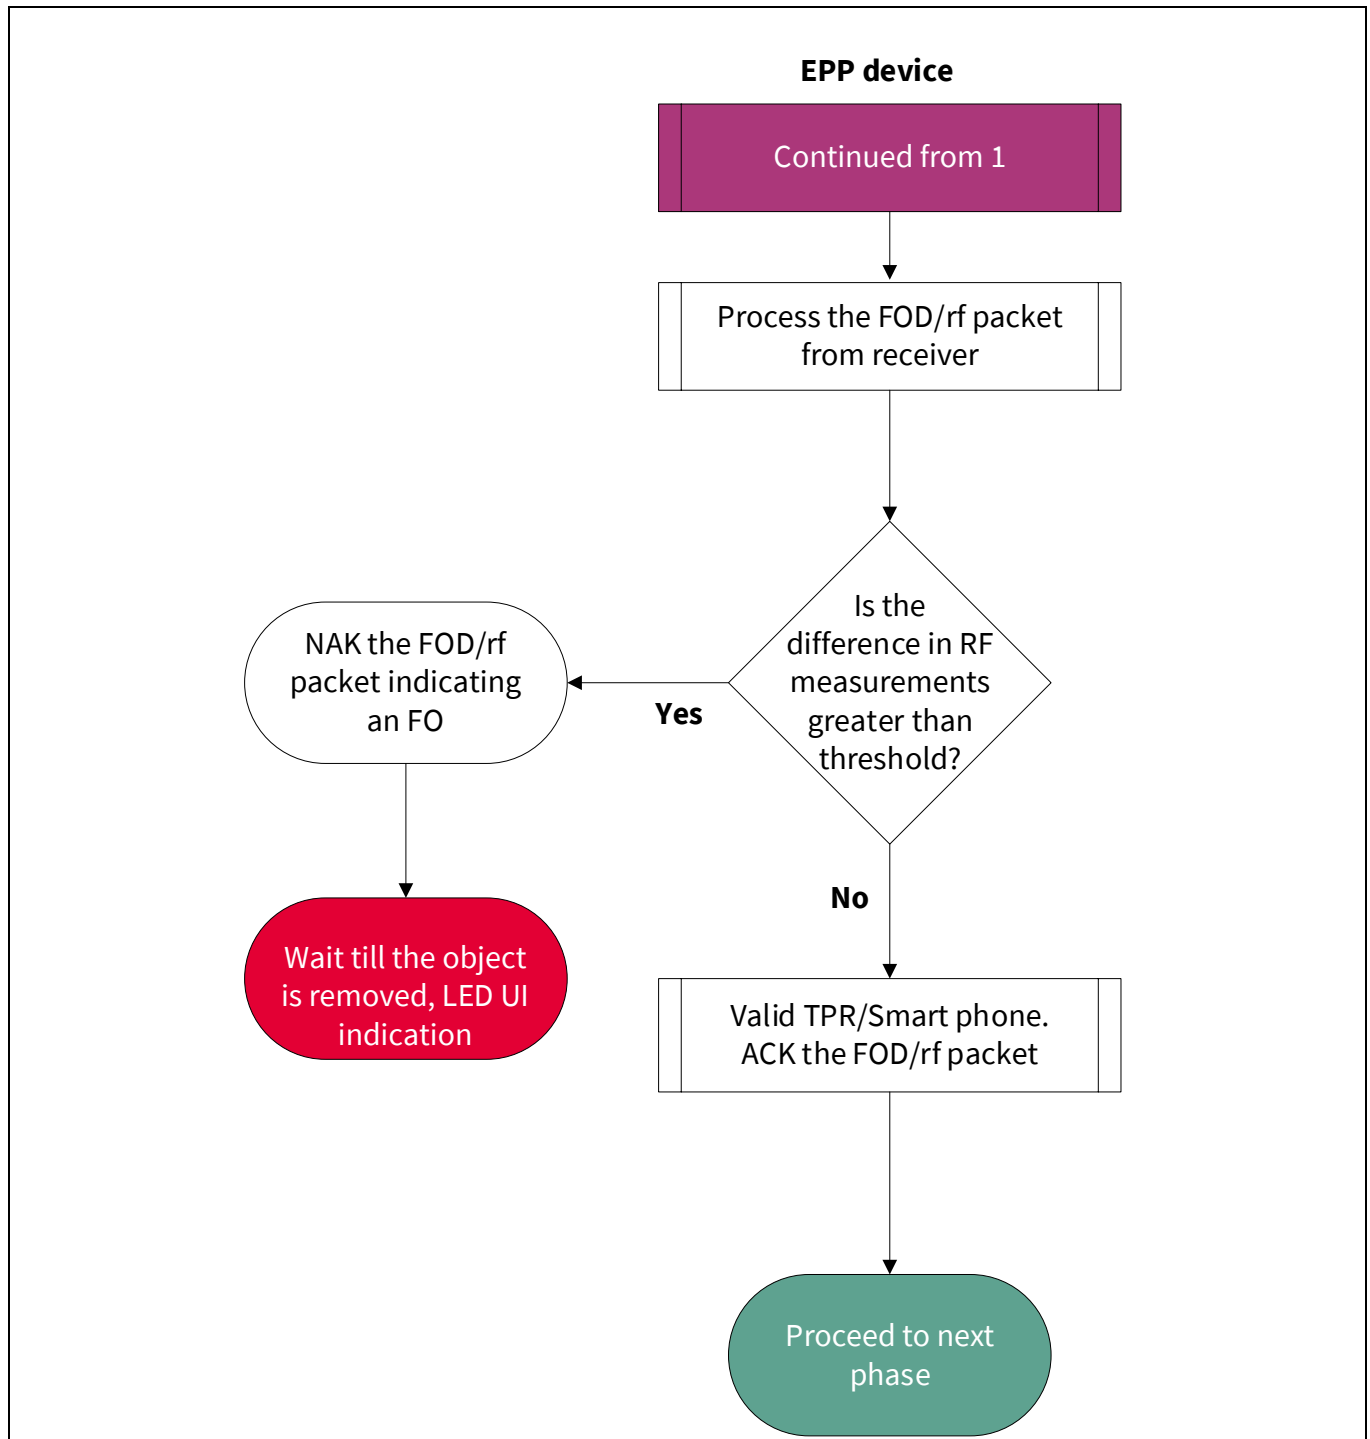 EPP device
Continued from 1
Process the FOD/rf packet
from receiver
Is the
difference in RF
measurements
greater than
threshold?
Yes
NAK the FOD/rf
packet indicating
an FO
Wait till the object
is removed, LED UI
indication
No
Valid TPR/Smart phone.
ACK the FOD/rf packet
Proceed to next
phase